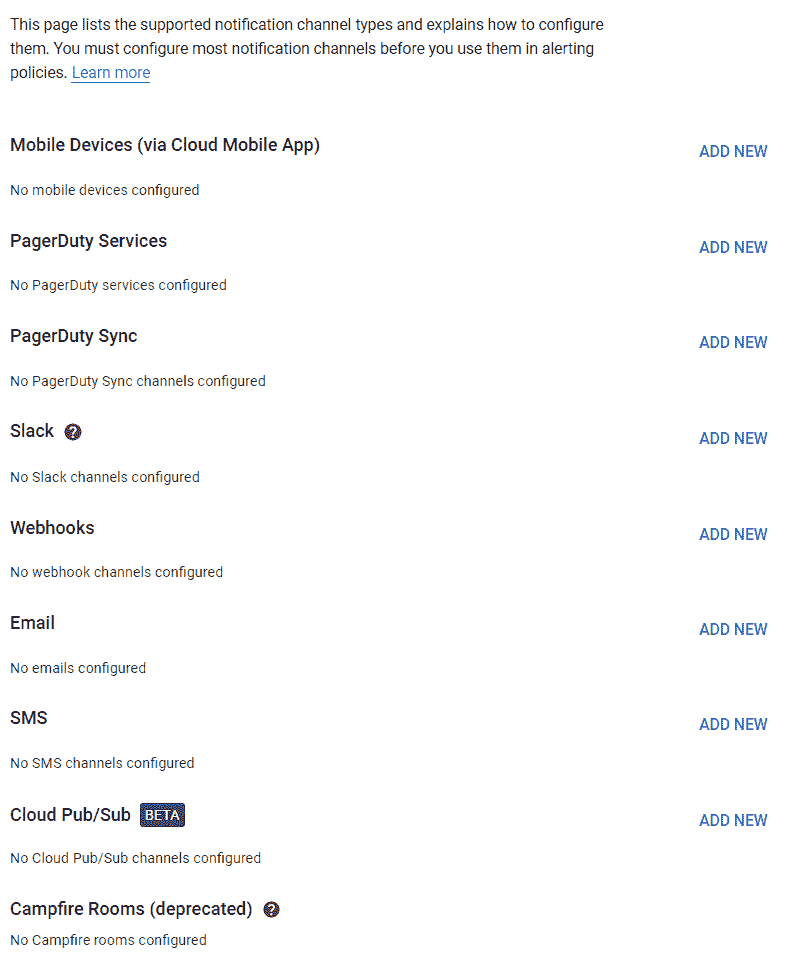 This page lists the supported notification channel types and explains how to configure
them. You must configure most notification channels before you use them in alerting
policies. Learn more
Mobile Devices (via Cloud Mobile App)
ADD NEW
No mobile devices configured
PagerDuty Services
ADD NEW
No PagerDuty services configured
PagerDuty Sync
ADD NEW
No PagerDuty Sync channels configured
Slack ?
ADD NEW
No Slack channels configured
Webhooks
ADD NEW
No webhook channels configured
Email
ADD NEW
No emails configured
SMS
ADD NEW
No SMS channels configured
Cloud Pub/Sub BETA
ADD NEW
No Cloud Pub/Sub channels configured
Campfire Rooms (deprecated) ?
No Campfire rooms configured